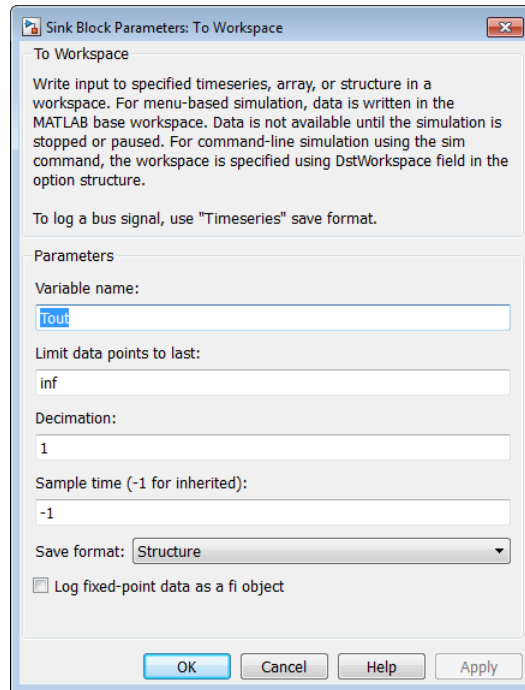 Sink Block Parameters: To Workspace
To Workspace
Write input to specified timeseries, array, or structure in a
workspace. For menu-based simulation, data is written in the
MATLAB base workspace. Data is not available until the simulation is
stopped or paused. For command-line simulation using the sim
command, the workspace is specified using DstWorkspace field in the
option structure.
To log a bus signal, use "Timeseries" save format.
Parameters
Variable name:
Tout
Limit data points to last:
inf
Decimation:
1
Sample time (-1 for inherited):
-1
Save format: Structure
Log fixed-point data as a fi object
OK Cancel Help Apply